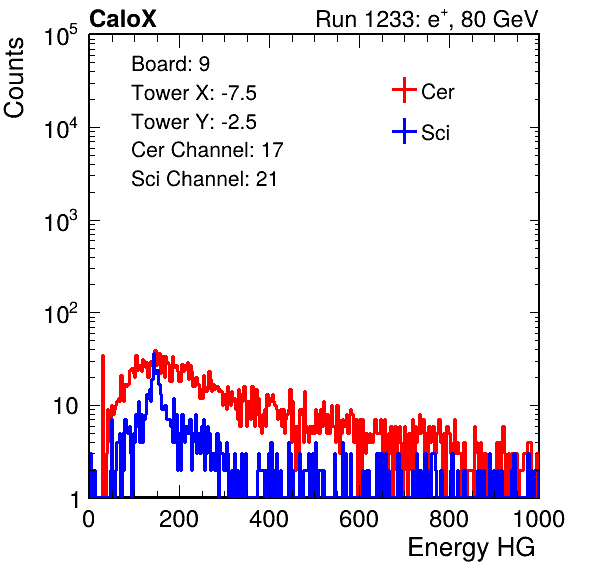 CaloX Run 1233: e+, 80 GeV
Counts
10^5
10^4
10^3
10^2
10
1
Board: 9
Tower X: -7.5
Tower Y: -2.5
Cer Channel: 17
Sci Channel: 21
Cer
Sci
0 200 400 600 800 1000
Energy HG